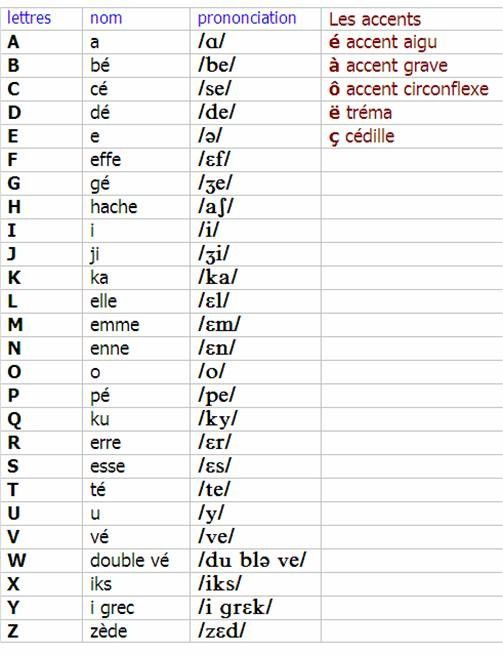 lettres nom prononciation Les accents
A a /ɑ/ é accent aigu
B bé /be/ à accent grave
C cé /se/ ô accent circonflexe
D dé /de/ ë tréma
E e /ə/ ç cédille
F effe /ɛf/
G gé /ʒe/
H hache /aʃ/
I i /i/
J ji /ʒi/
K ka /ka/
L elle /ɛl/
M emme /ɛm/
N enne /ɛn/
O o /o/
P pé /pe/
Q ku /ky/
R erre /ɛr/
S esse /ɛs/
T té /te/
U u /y/
V vé /ve/
W double vé /du blə ve/
X iks /iks/
Y i grec /i grɛk/
Z zède /zɛd/